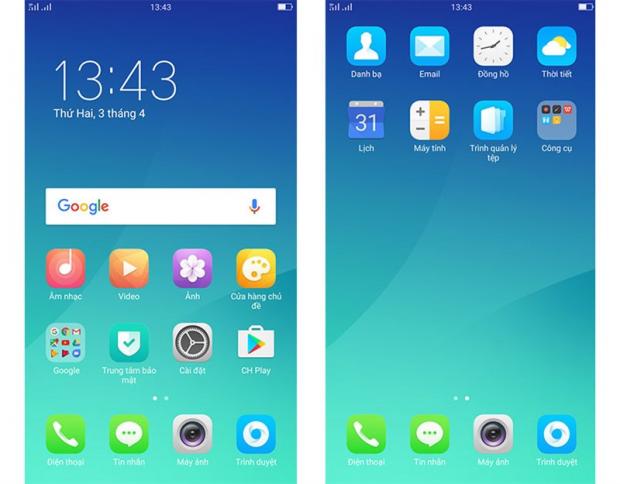 13:43
13:43
Thứ Hai, 3 tháng 4
Google
Âm nhạc Video Ảnh Cửa hàng chủ
đề
Google Trung tâm bảo Cài đặt CH Play
mật
Điện thoại Tin nhắn Máy ảnh Trình duyệt
13:43
Danh bạ Email Đồng hồ Thời tiết
31
Lịch Máy tính Trình quản lý Công cụ
tệp
Điện thoại Tin nhắn Máy ảnh Trình duyệt